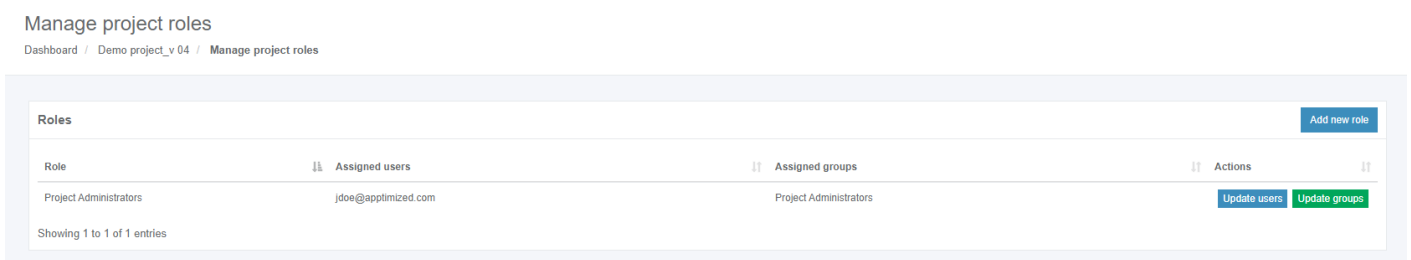 Manage project roles
Dashboard / Demo project_v 04 / Manage project roles
Roles Add new role
Role Assigned users Assigned groups Actions
Project Administrators jdoe@apptimized.com Project Administrators Update users Update groups
Showing 1 to 1 of 1 entries